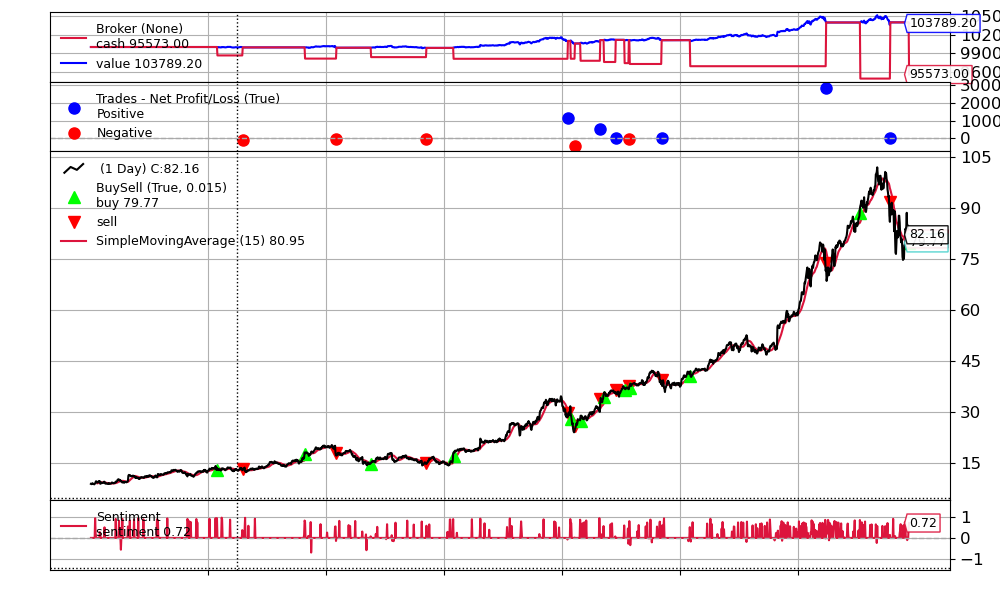 Broker (None)
cash 95573.00
value 103789.20
103789.20
95573.00
Trades - Net Profit/Loss (True)
Positive
Negative
3000
2000
1000
0
(1 Day) C:82.16
BuySell (True, 0.015)
buy 79.77
sell
SimpleMovingAverage (15) 80.95
105
90
82.16
75
60
45
30
15
Sentiment
sentiment 0.72
1
0.72
0
−1